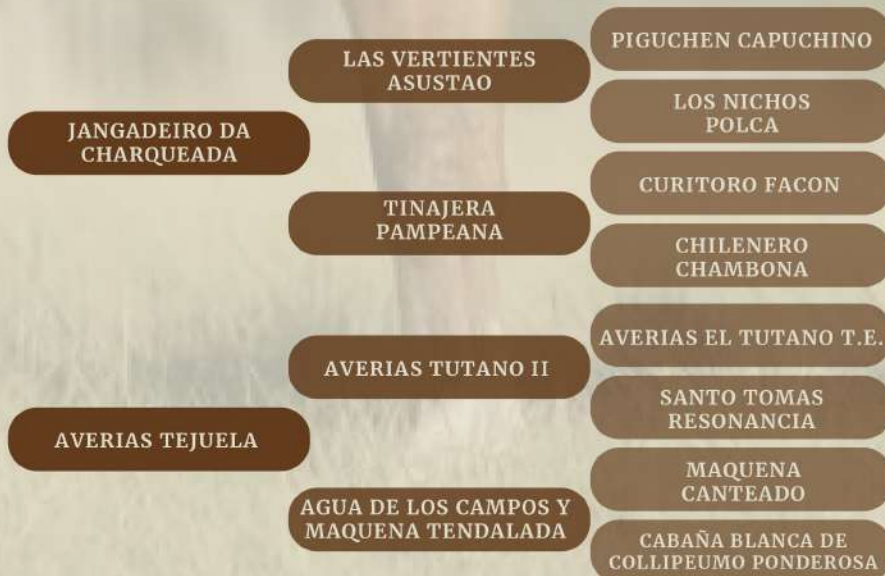 JANGADEIRO DA
CHARQUEADA
AVERIAS TEJUELA
LAS VERTIENTES
ASUSTAO
TINAJERA
PAMPEANA
AVERIAS TUTANO II
AGUA DE LOS CAMPOS Y
MAQUENA TENDALADA
PIGUCHEN CAPUCHINO
LOS NICHOS
POLCA
CURITORO FACON
CHILENERO
CHAMBONA
AVERIAS EL TUTANO T.E.
SANTO TOMAS
RESONANCIA
MAQUENA
CANTEADO
CABAÑA BLANCA DE
COLLIPEUMO PONDEROSA